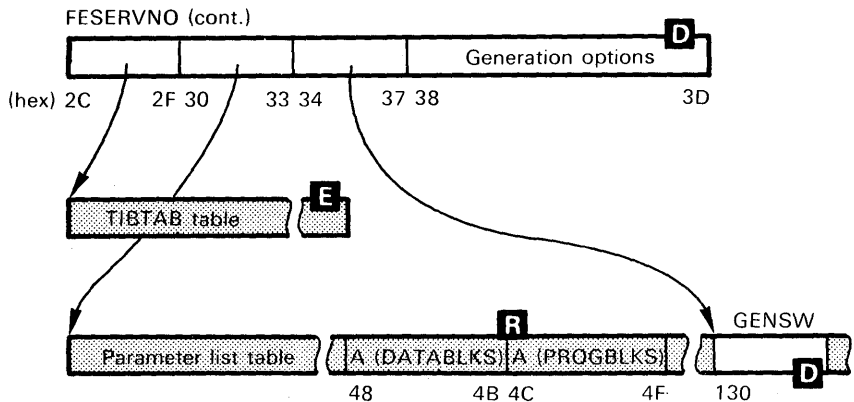 FESERVNO (cont.)
D
Generation options
(hex) 2C 2F 30 33 34 37 38 3D
E
TIBTAB table
R
GENSW
Parameter list table A (DATABLKS) A (PROGBLKS)
D
48 4B 4C 4F 130